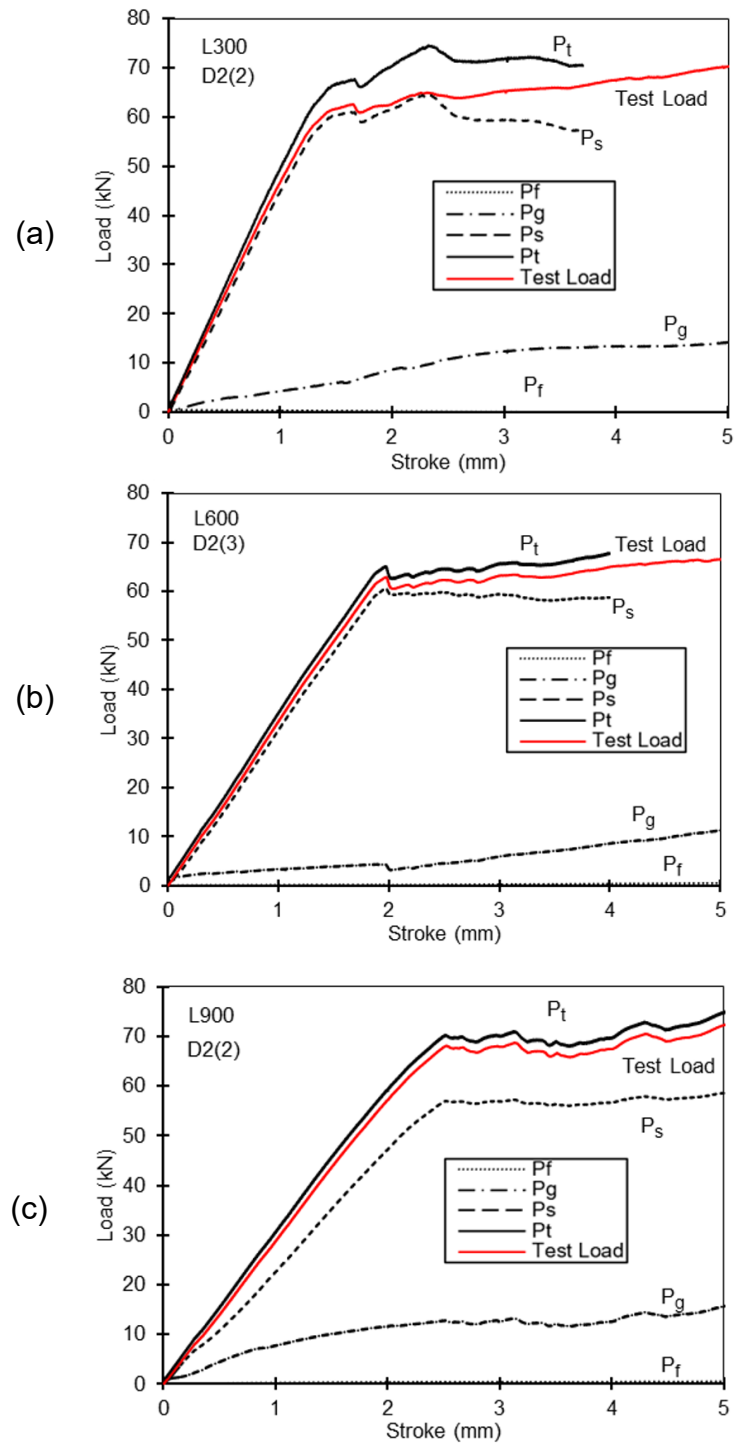 (a)
L300
D2(2)
Load (kN)
80
70
60
50
40
30
20
10
0
Pt
Test Load
Ps
Pf
Pg
Ps
Pt
Test Load
Pg
Pf
0 1 2 3 4 5
Stroke (mm)
(b)
L600
D2(3)
Load (kN)
80
70
60
50
40
30
20
10
0
Pt
Test Load
Ps
Pf
Pg
Ps
Pt
Test Load
Pg
Pf
0 1 2 3 4 5
Stroke (mm)
(c)
L900
D2(2)
Load (kN)
80
70
60
50
40
30
20
10
0
Pt
Test Load
Ps
Pf
Pg
Ps
Pt
Test Load
Pg
Pf
0 1 2 3 4 5
Stroke (mm)